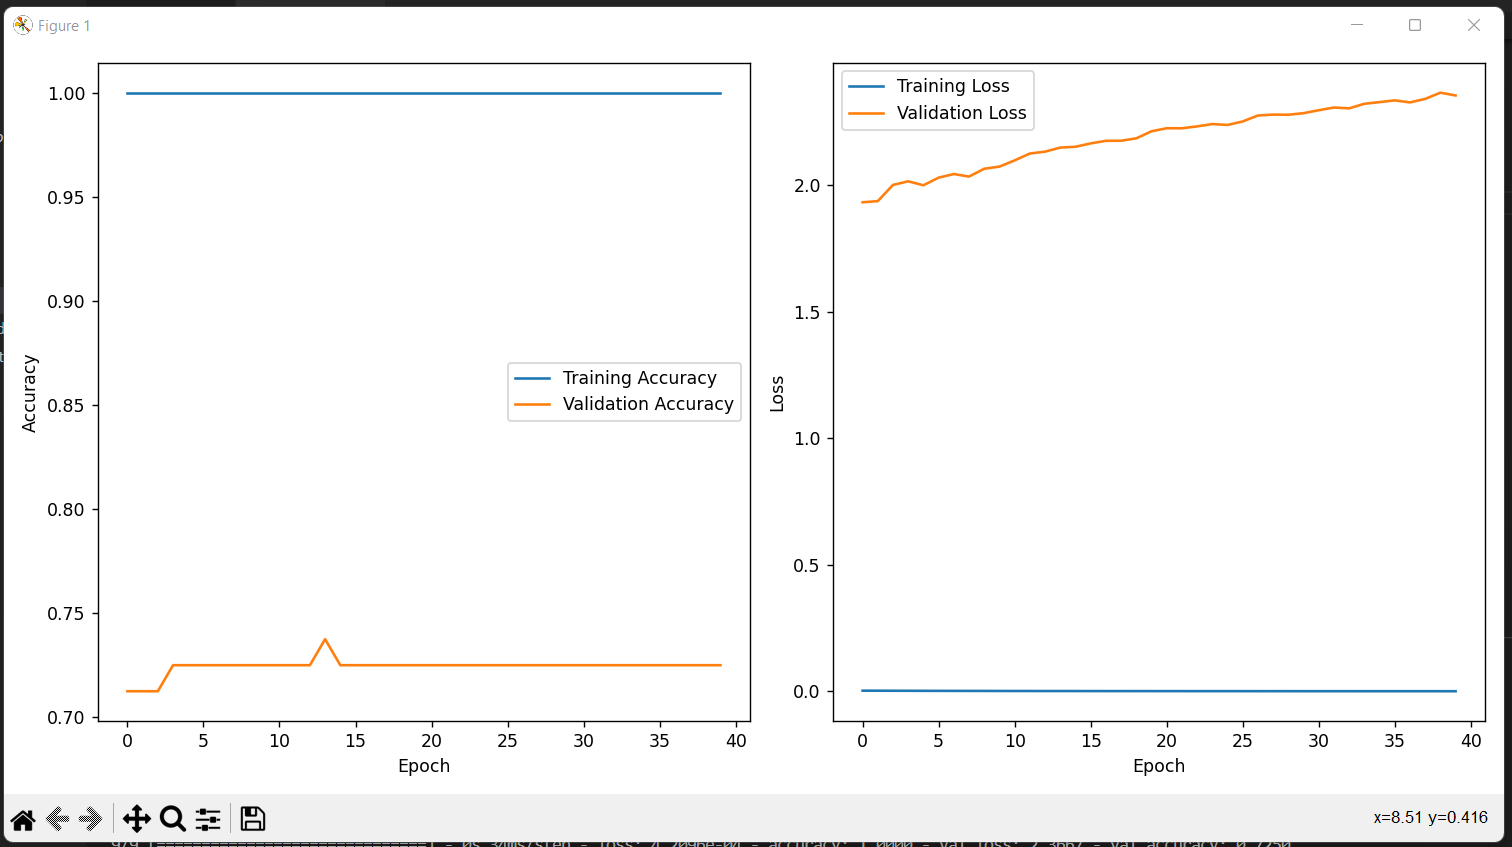 Figure 1
1.00
0.95
0.90
0.85
0.80
0.75
0.70
Accuracy
Training Accuracy
Validation Accuracy
0 5 10 15 20 25 30 35 40
Epoch
Training Loss
Validation Loss
2.0
1.5
1.0
0.5
0.0
Loss
0 5 10 15 20 25 30 35 40
Epoch
x=8.51 y=0.416